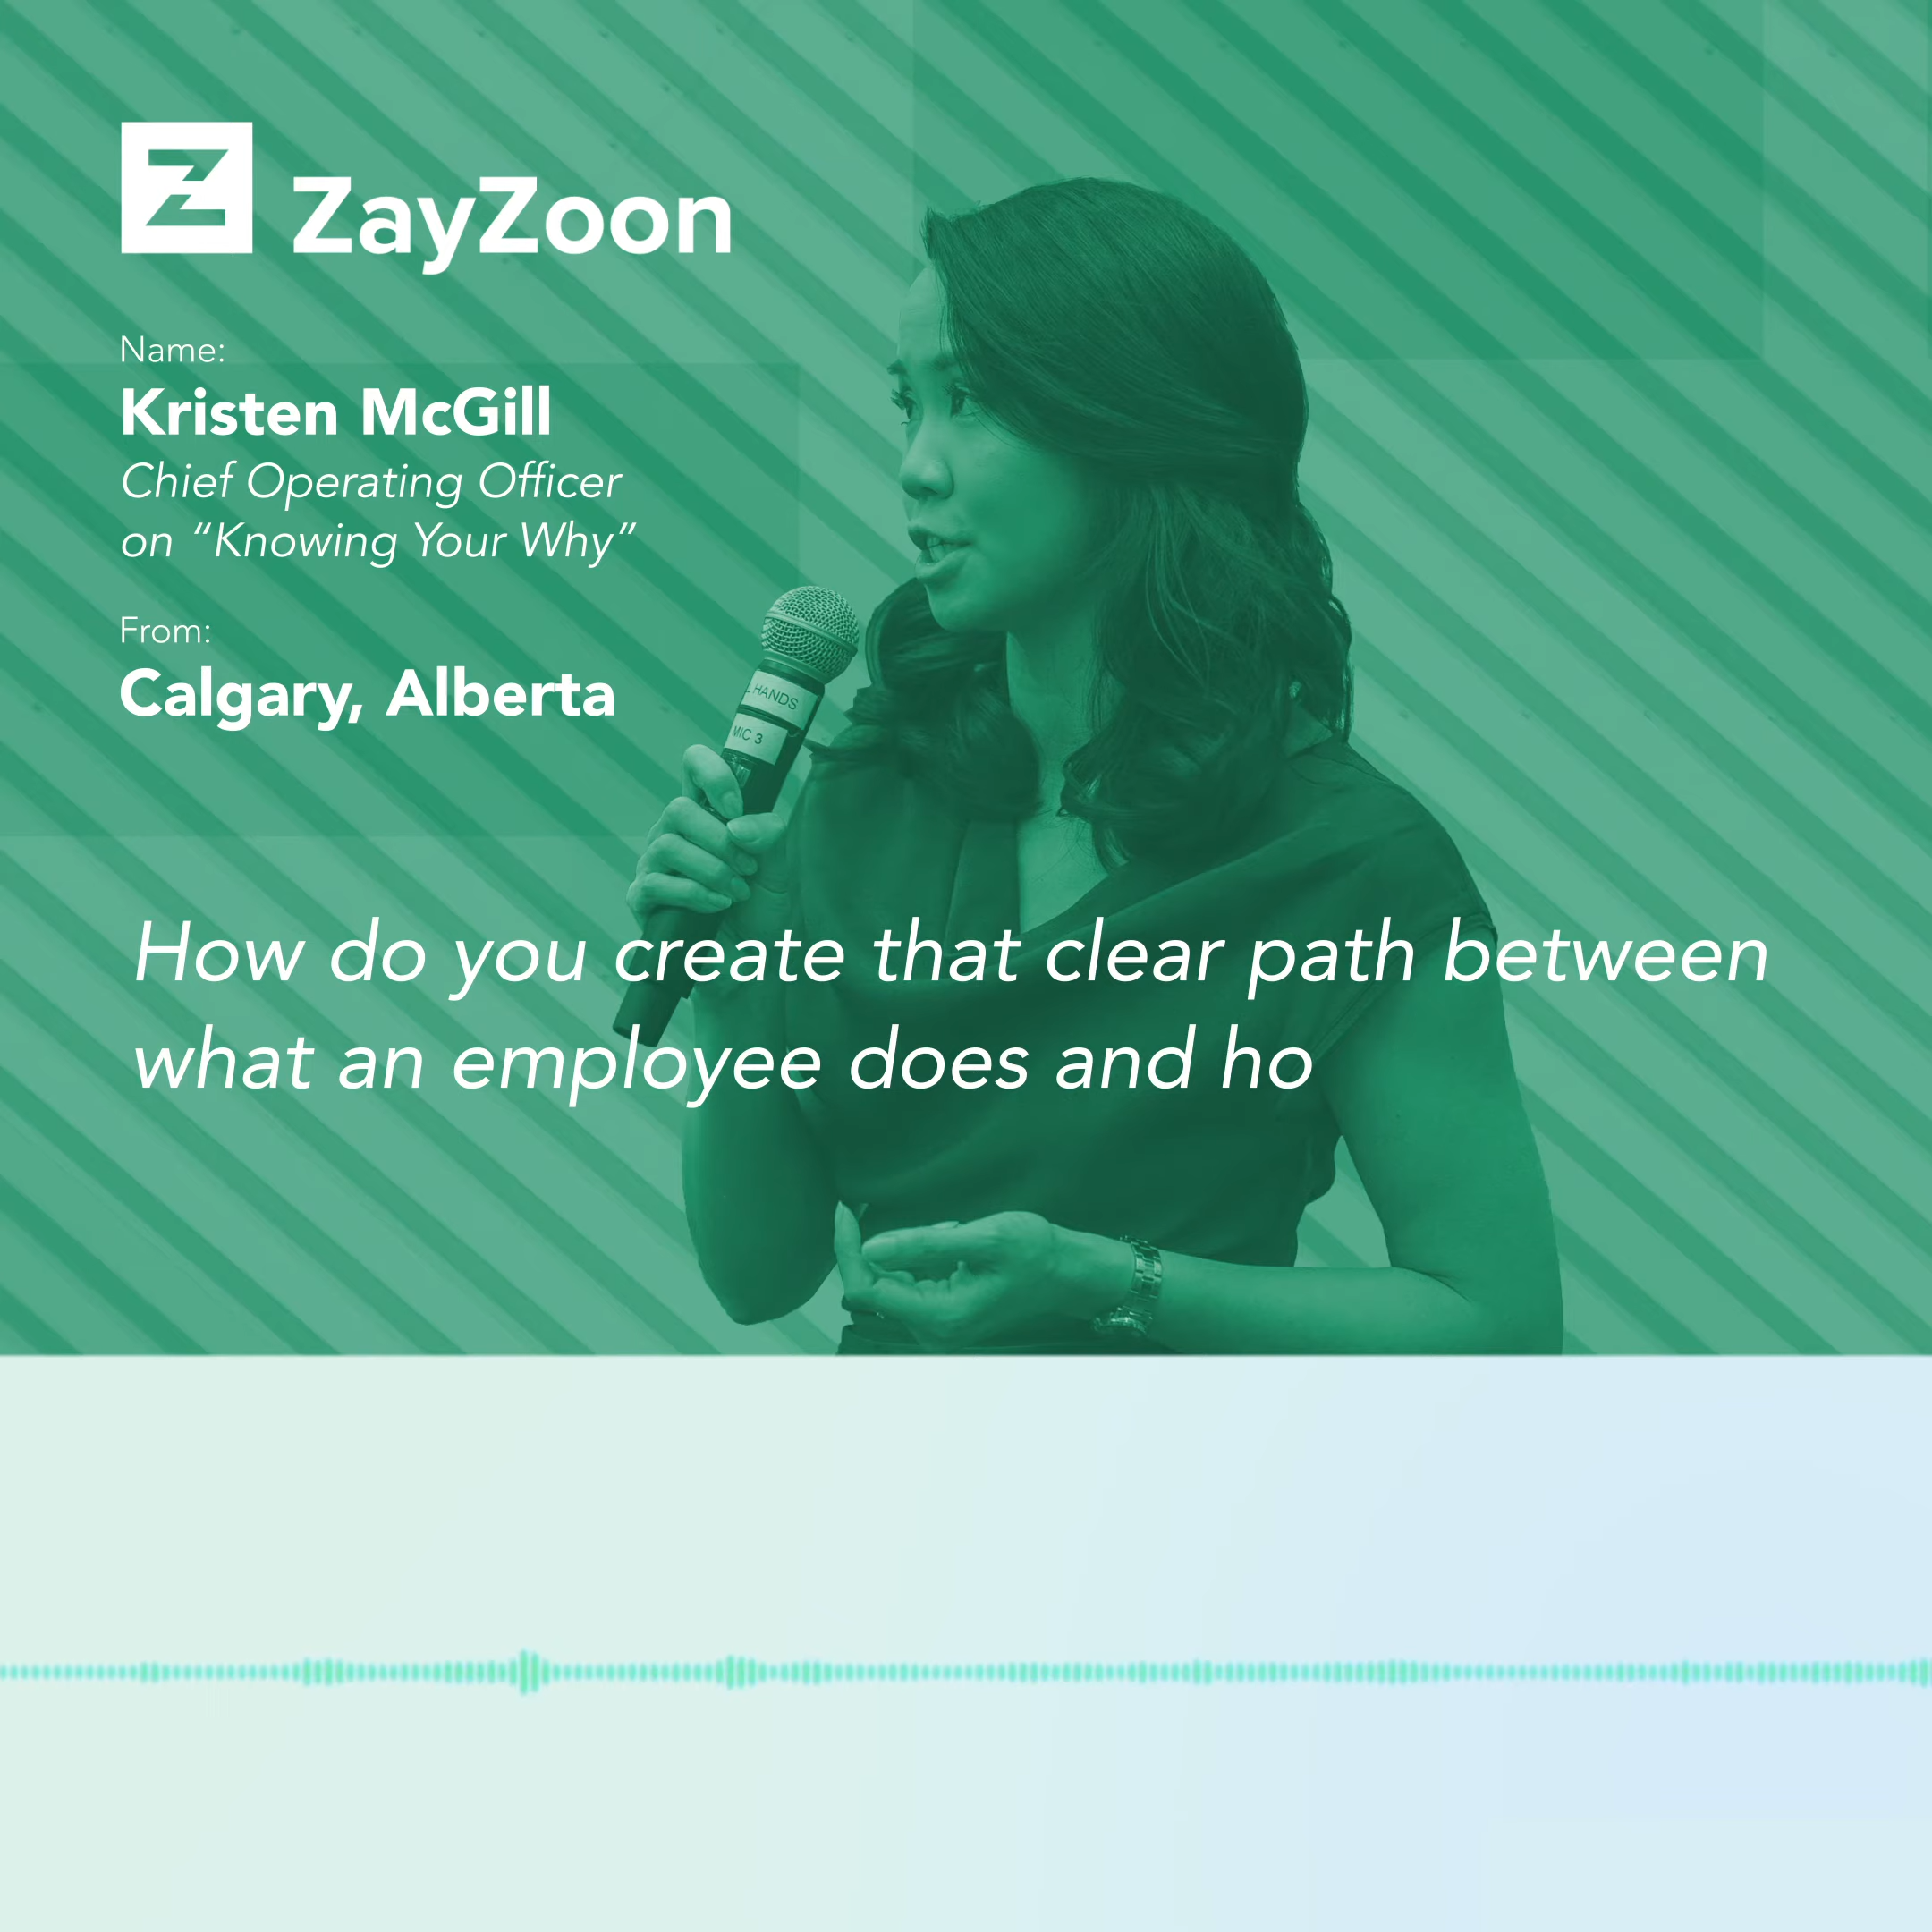 ZayZoon
Name:
Kristen McGill
Chief Operating Officer
on “Knowing Your Why”
From:
Calgary, Alberta
HANDS
MIC 3
How do you create that clear path between
what an employee does and ho